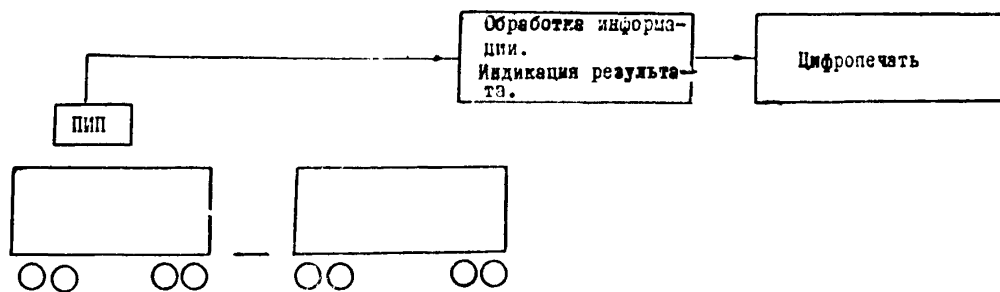 Обработка информа-
ции.
Индикация результа-
та.
Цифропечать
ПИП